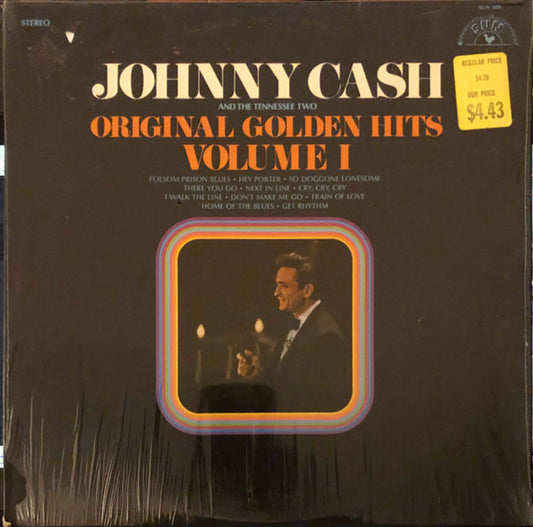 STEREO
SUN
REGULAR PRICE
OUR PRICE
$4.43
JOHNNY CASH
AND THE TENNESSEE TWO
ORIGINAL GOLDEN HITS
VOLUME I
FOLSOM PRISON BLUES • HEY PORTER • SO DOGGONE LONESOME
THERE YOU GO • NEXT IN LINE • CRY, CRY, CRY
I WALK THE LINE • DON'T MAKE ME GO • TRAIN OF LOVE
HOME OF THE BLUES • GET RHYTHM